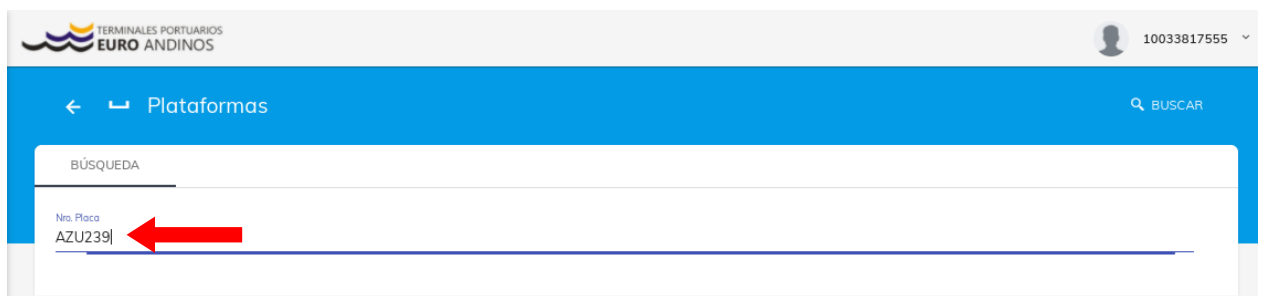 TERMINALES PORTUARIOS
EURO ANDINOS
10033817555
Plataformas
BUSCAR
BÚSQUEDA
Nro. Placa
AZU239